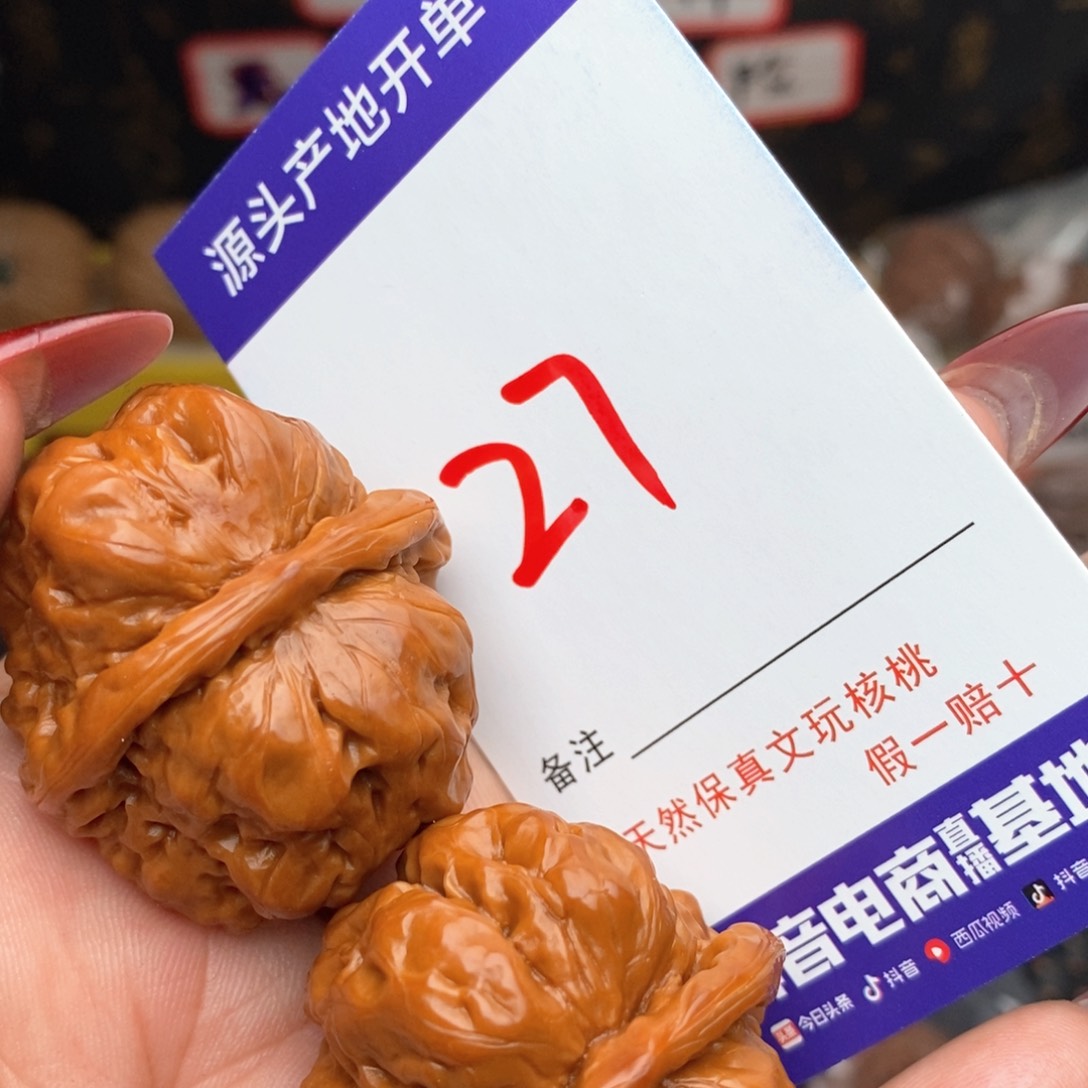 源头产地开单
27
备注
天然保真文玩核桃
假一赔十
音电商直播基地
今日头条 抖音 西瓜视频 抖音